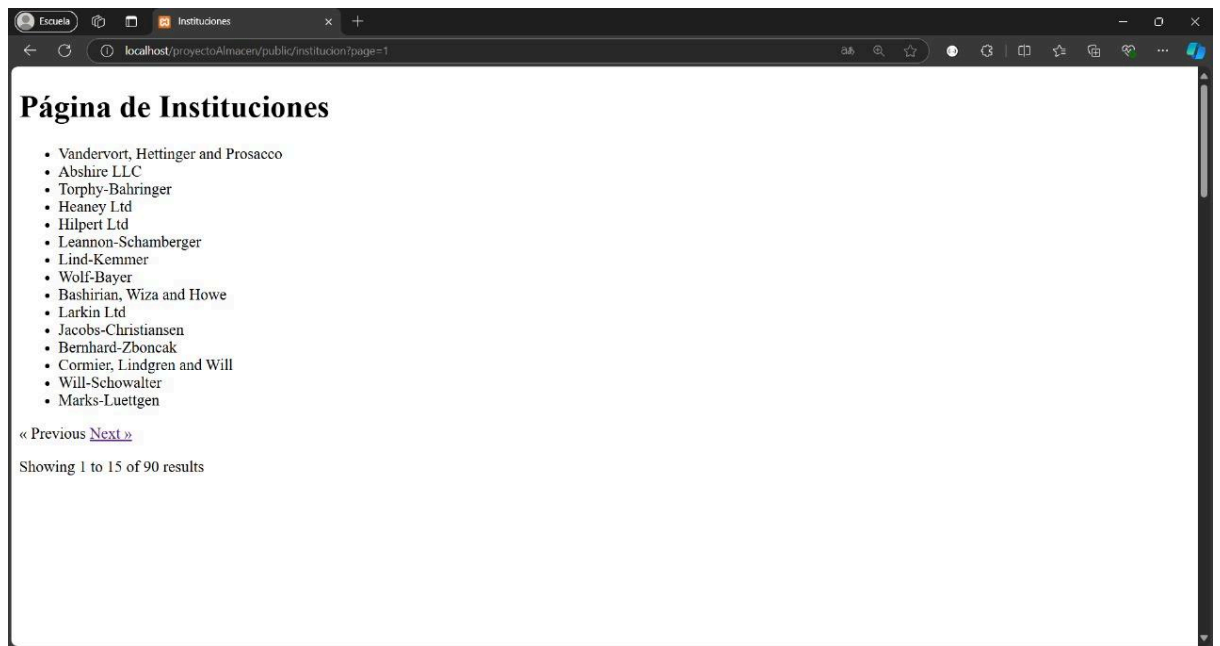 Escuela
Instituciones
localhost/proyectoAlmacen/public/institucion?page=1
Página de Instituciones
Vandervort, Hettinger and Prosacco
Abshire LLC
Torphy-Bahringer
Heaney Ltd
Hilpert Ltd
Leannon-Schamberger
Lind-Kemmer
Wolf-Bayer
Bashirian, Wiza and Howe
Larkin Ltd
Jacobs-Christiansen
Bernhard-Zboncak
Cormier, Lindgren and Will
Will-Schowalter
Marks-Luettgen
« Previous Next »
Showing 1 to 15 of 90 results